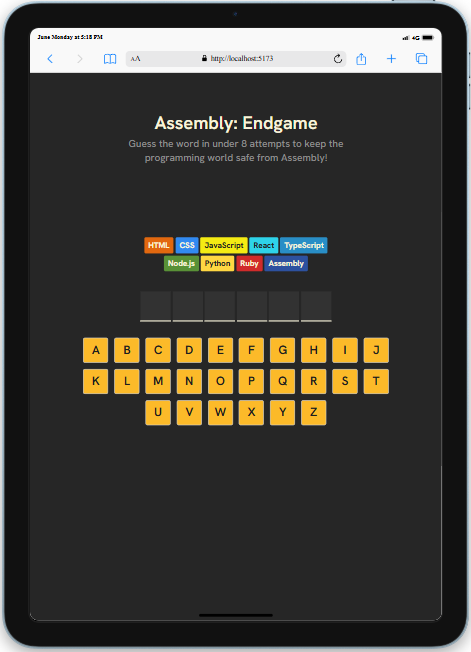 June Monday at 5:18 PM
4G
AA http://localhost:5173
Assembly: Endgame
Guess the word in under 8 attempts to keep the
programming world safe from Assembly!
HTML CSS JavaScript React TypeScript
Node.js Python Ruby Assembly
A B C D E F G H I J
K L M N O P Q R S T
U V W X Y Z